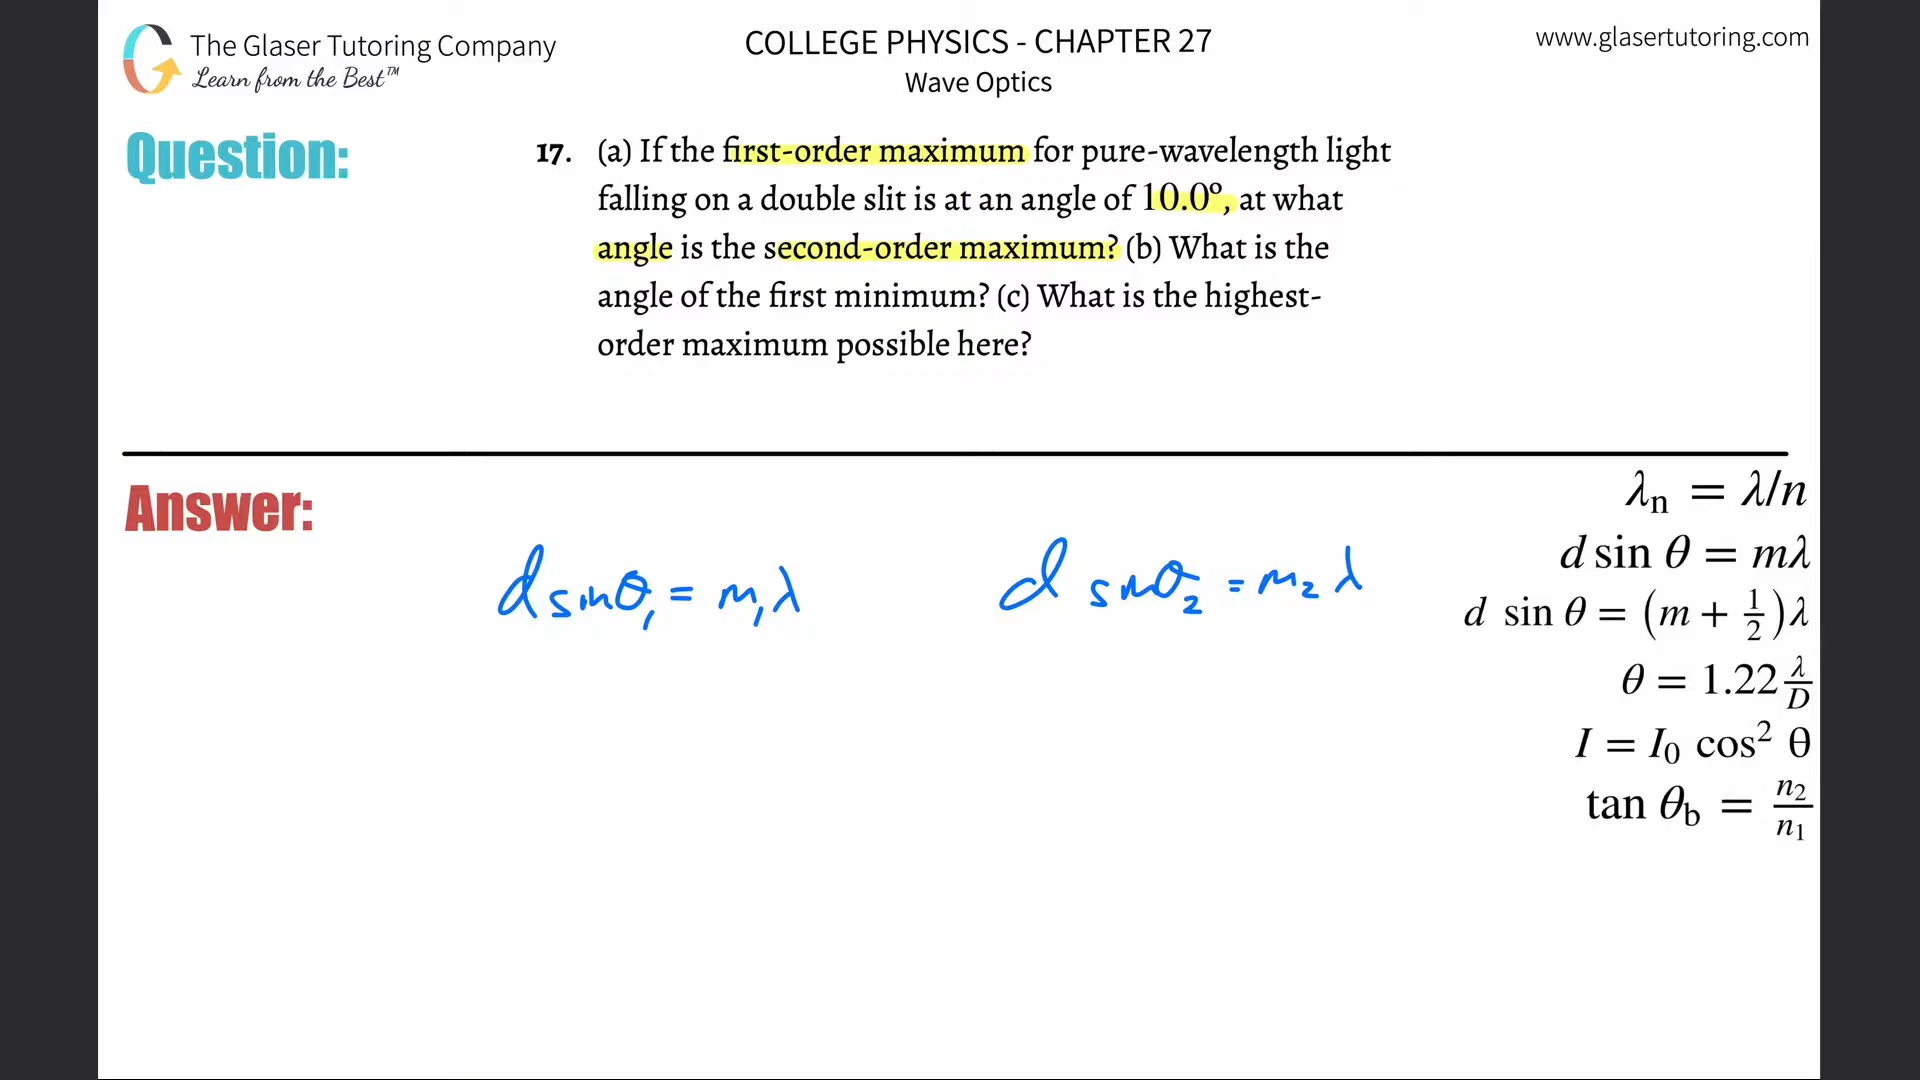 The Glaser Tutoring Company
Learn from the Best™
COLLEGE PHYSICS - CHAPTER 27
Wave Optics
www.glasertutoring.com
Question:
17. (a) If the first-order maximum for pure-wavelength light
falling on a double slit is at an angle of 10.0º, at what
angle is the second-order maximum? (b) What is the
angle of the first minimum? (c) What is the highest-
order maximum possible here?
Answer:
d sinθ₁ = m₁λ
d sinθ₂ = m₂λ
λn = λ/n
d sin θ = mλ
d sin θ = (m + 1/2)λ
θ = 1.22 λ/D
I = I₀ cos² θ
tan θb = n₂/n₁